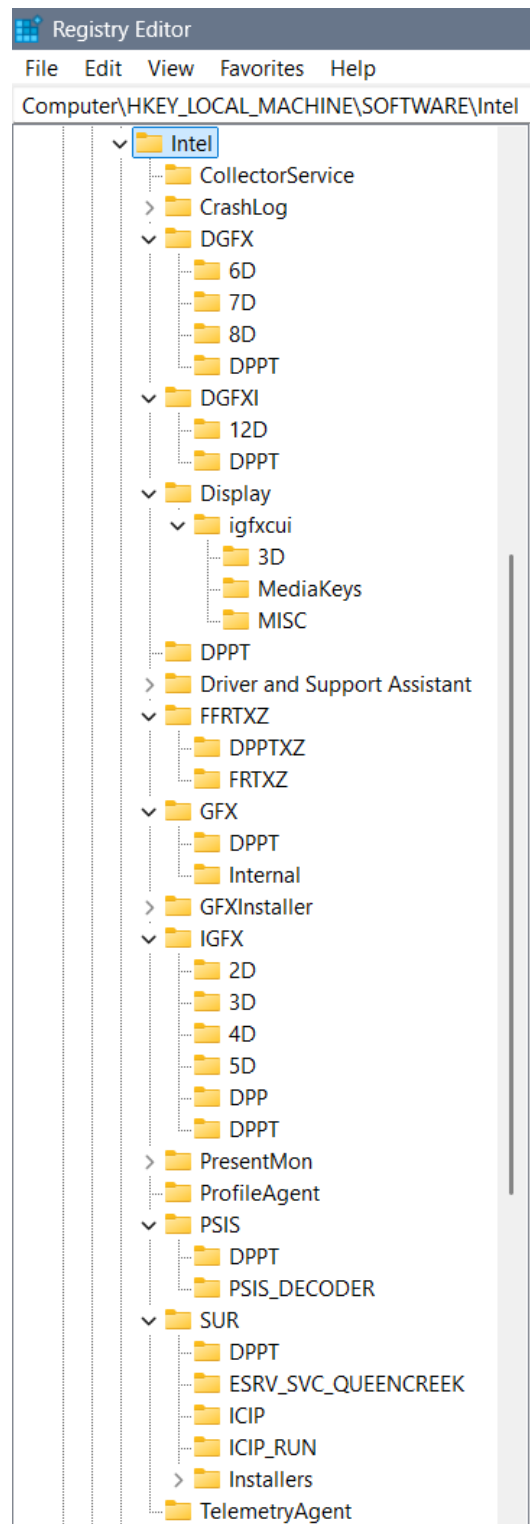 Registry Editor
File Edit View Favorites Help
Computer\HKEY_LOCAL_MACHINE\SOFTWARE\Intel
Intel
CollectorService
CrashLog
DGFX
6D
7D
8D
DPPT
DGFXI
12D
DPPT
Display
igfxcui
3D
MediaKeys
MISC
DPPT
Driver and Support Assistant
FFRTXZ
DPPTXZ
FRTXZ
GFX
DPPT
Internal
GFXInstaller
IGFX
2D
3D
4D
5D
DPP
DPPT
PresentMon
ProfileAgent
PSIS
DPPT
PSIS_DECODER
SUR
DPPT
ESRV_SVC_QUEENCREEK
ICIP
ICIP_RUN
Installers
TelemetryAgent